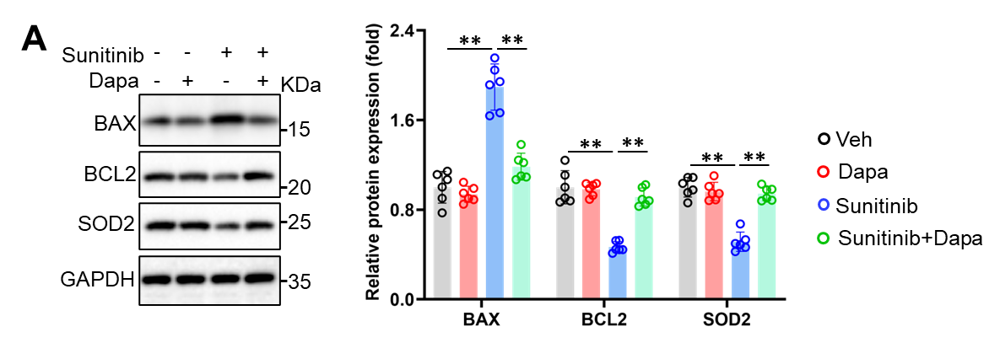 A
Sunitinib - - + +
Dapa - + - + KDa
BAX
-15
BCL2
-20
SOD2
-25
GAPDH
-35
Relative protein expression (fold)
2.4
1.6
0.8
0.0
** **
** **
** **
BAX BCL2 SOD2
Veh
Dapa
Sunitinib
Sunitinib+Dapa